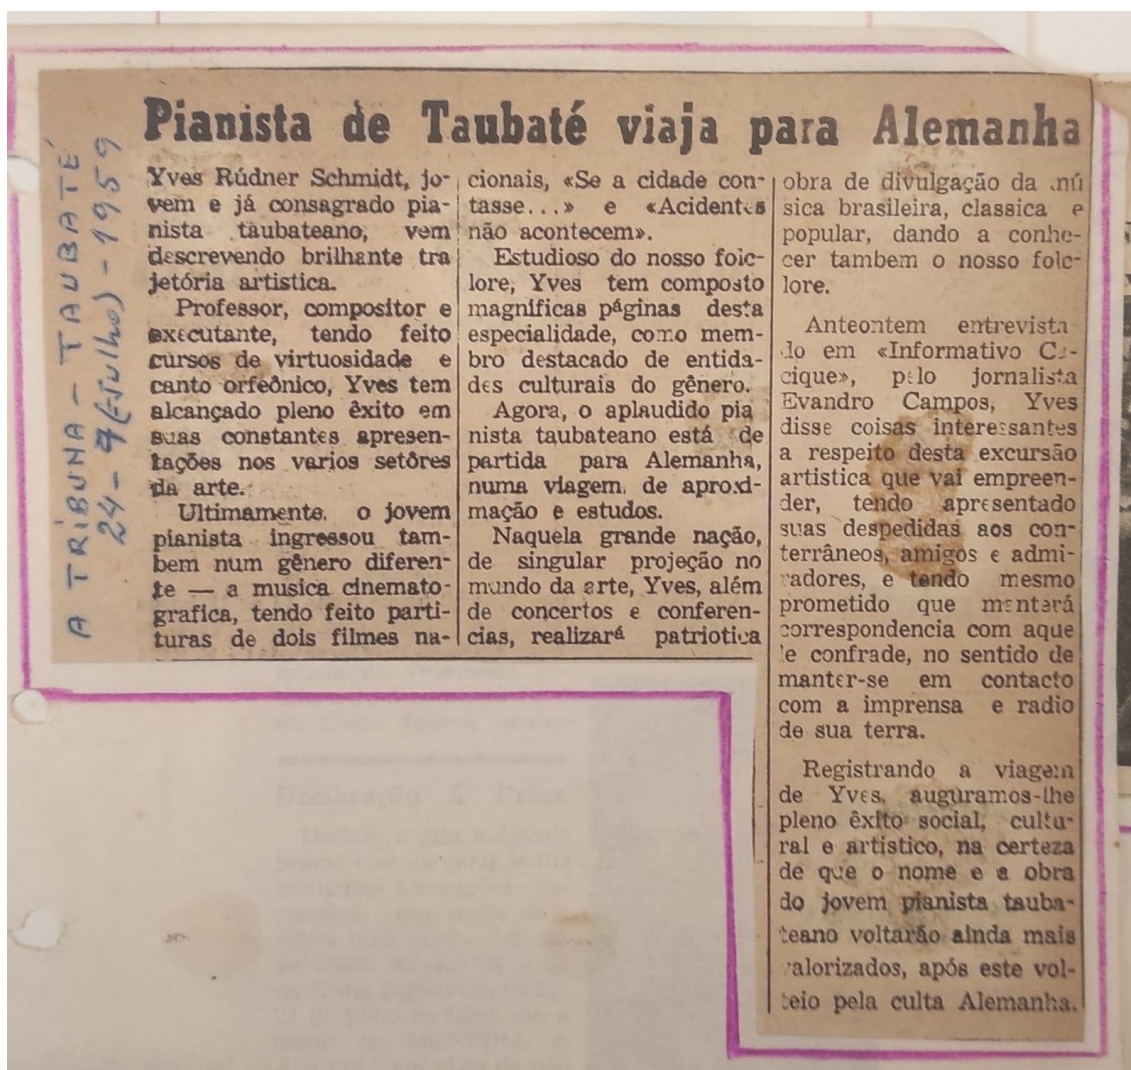 A TRIBUNA - TAUBATÉ
24-7(Julho)-1959
Pianista de Taubaté viaja para Alemanha
Yves Rúdner Schmidt, jo-
vem e já consagrado pia-
nista taubateano, vem
descrevendo brilhante tra
jetória artistica.
Professor, compositor e
executante, tendo feito
cursos de virtuosidade e
canto orfeônico, Yves tem
alcançado pleno êxito em
suas constantes apresen-
tações nos varios setôres
da arte.
Ultimamente, o jovem
pianista ingressou tam-
bem num gênero diferen-
te — a musica cinemato-
grafica, tendo feito parti-
turas de dois filmes na-
cionais, «Se a cidade con-
tasse...» e «Acidentes
não acontecem».
Estudioso do nosso folc-
lore, Yves tem composto
magníficas páginas desta
especialidade, como mem-
bro destacado de entida-
des culturais do gênero.
Agora, o aplaudido pia
nista taubateano está de
partida para Alemanha,
numa viagem de aproxi-
mação e estudos.
Naquela grande nação,
de singular projeção no
mundo da arte, Yves, além
de concertos e conferen-
cias, realizará patriotica
obra de divulgação da mú
sica brasileira, classica e
popular, dando a conhe-
cer tambem o nosso folc-
lore.
Anteontem entrevista
do em «Informativo Ca-
cique», pelo jornalista
Evandro Campos, Yves
disse coisas interessantes
a respeito desta excursão
artistica que vai empreen-
der, tendo apresentado
suas despedidas aos con-
terrâneos, amigos e admi-
radores, e tendo mesmo
prometido que mantará
correspondencia com aque
le confrade, no sentido de
manter-se em contacto
com a imprensa e radio
de sua terra.
Registrando a viagem
de Yves, auguramos-lhe
pleno êxito social, cultu-
ral e artistico, na certeza
de que o nome e a obra
do jovem pianista tauba-
teano voltarão ainda mais
valorizados, após este vol-
teio pela culta Alemanha.